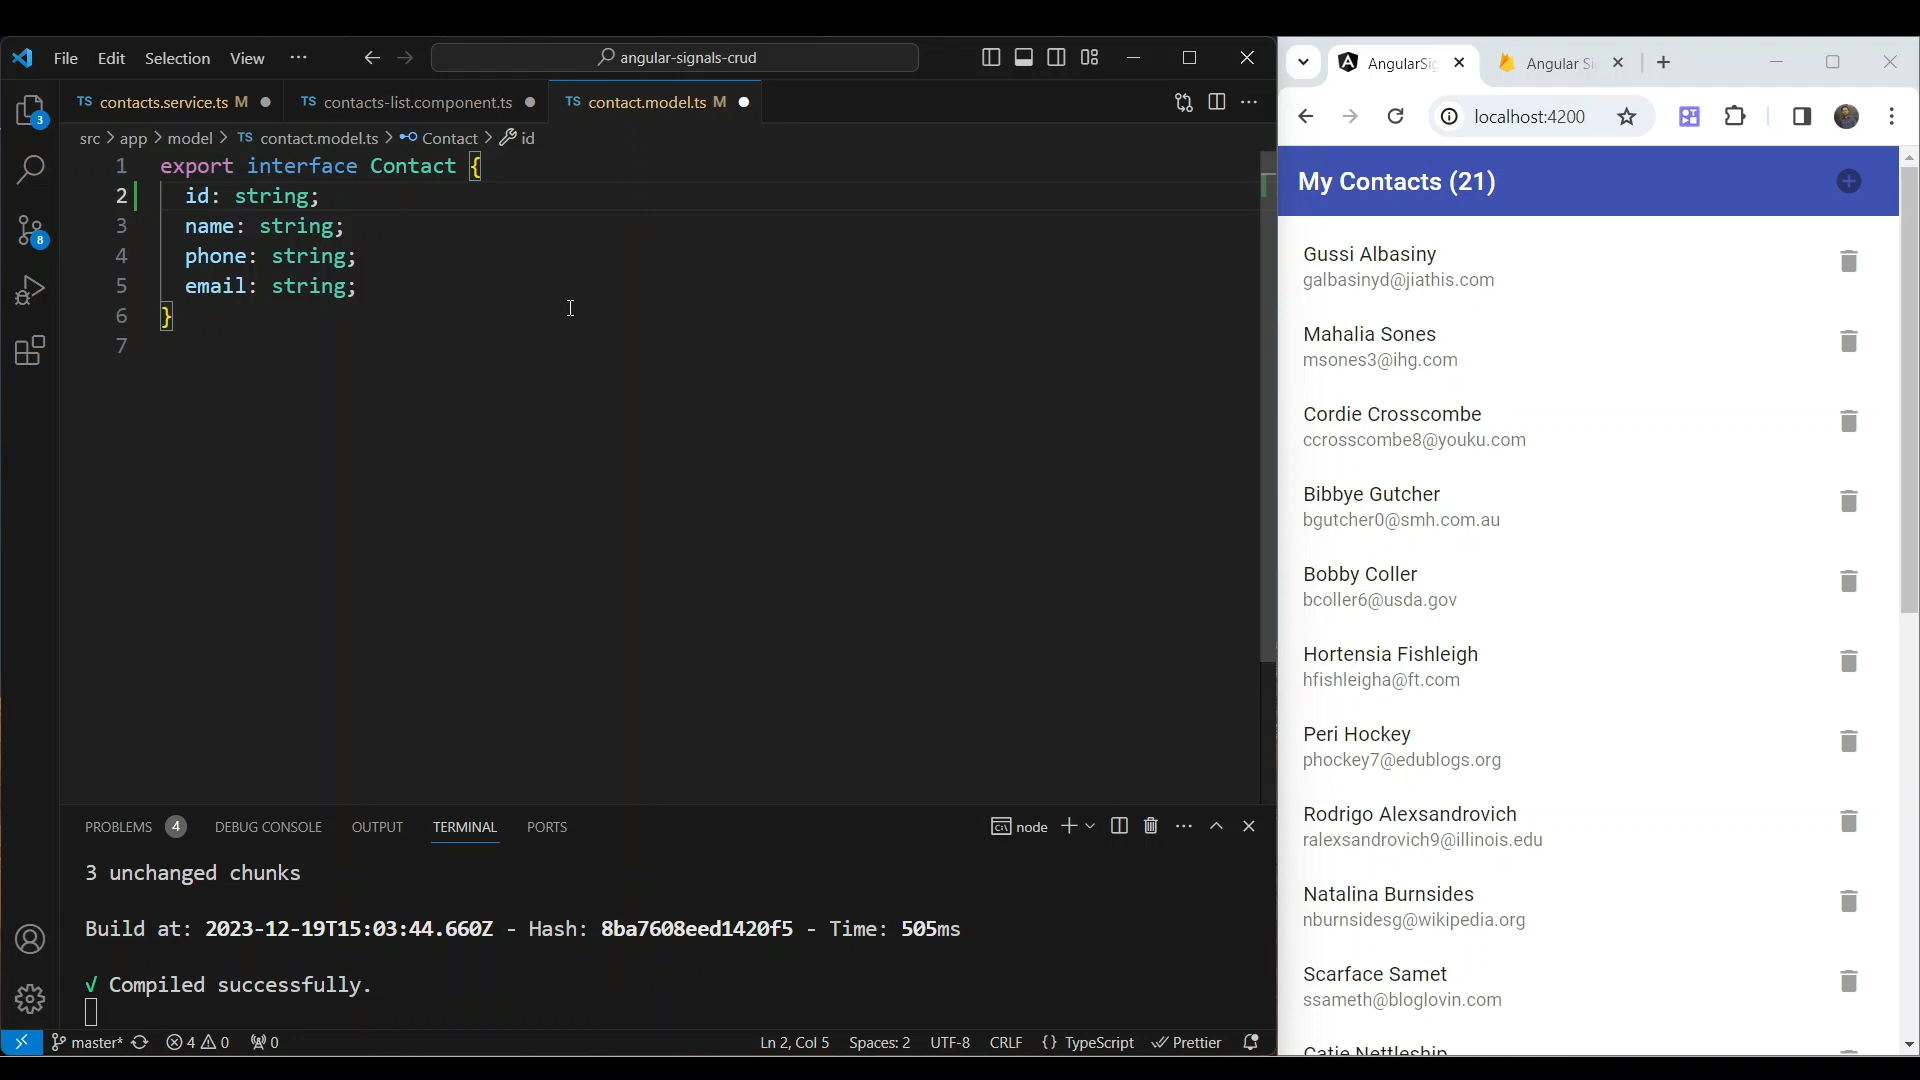 File Edit Selection View ···
angular-signals-crud
TS contacts.service.ts M
TS contacts-list.component.ts
TS contact.model.ts M
src > app > model > TS contact.model.ts > Contact > id
1 export interface Contact {
2 id: string;
3 name: string;
4 phone: string;
5 email: string;
6 }
7
3
8
PROBLEMS 4 DEBUG CONSOLE OUTPUT TERMINAL PORTS
node
3 unchanged chunks
Build at: 2023-12-19T15:03:44.660Z - Hash: 8ba7608eed1420f5 - Time: 505ms
√ Compiled successfully.
master* 4 0 0
Ln 2, Col 5 Spaces: 2 UTF-8 CRLF {} TypeScript Prettier
AngularSig
Angular Si
localhost:4200
My Contacts (21)
Gussi Albasiny
galbasinyd@jiathis.com
Mahalia Sones
msones3@ihg.com
Cordie Crosscombe
ccrosscombe8@youku.com
Bibbye Gutcher
bgutcher0@smh.com.au
Bobby Coller
bcoller6@usda.gov
Hortensia Fishleigh
hfishleigha@ft.com
Peri Hockey
phockey7@edublogs.org
Rodrigo Alexsandrovich
ralexsandrovich9@illinois.edu
Natalina Burnsides
nburnsidesg@wikipedia.org
Scarface Samet
ssameth@bloglovin.com
Catie Nettleship